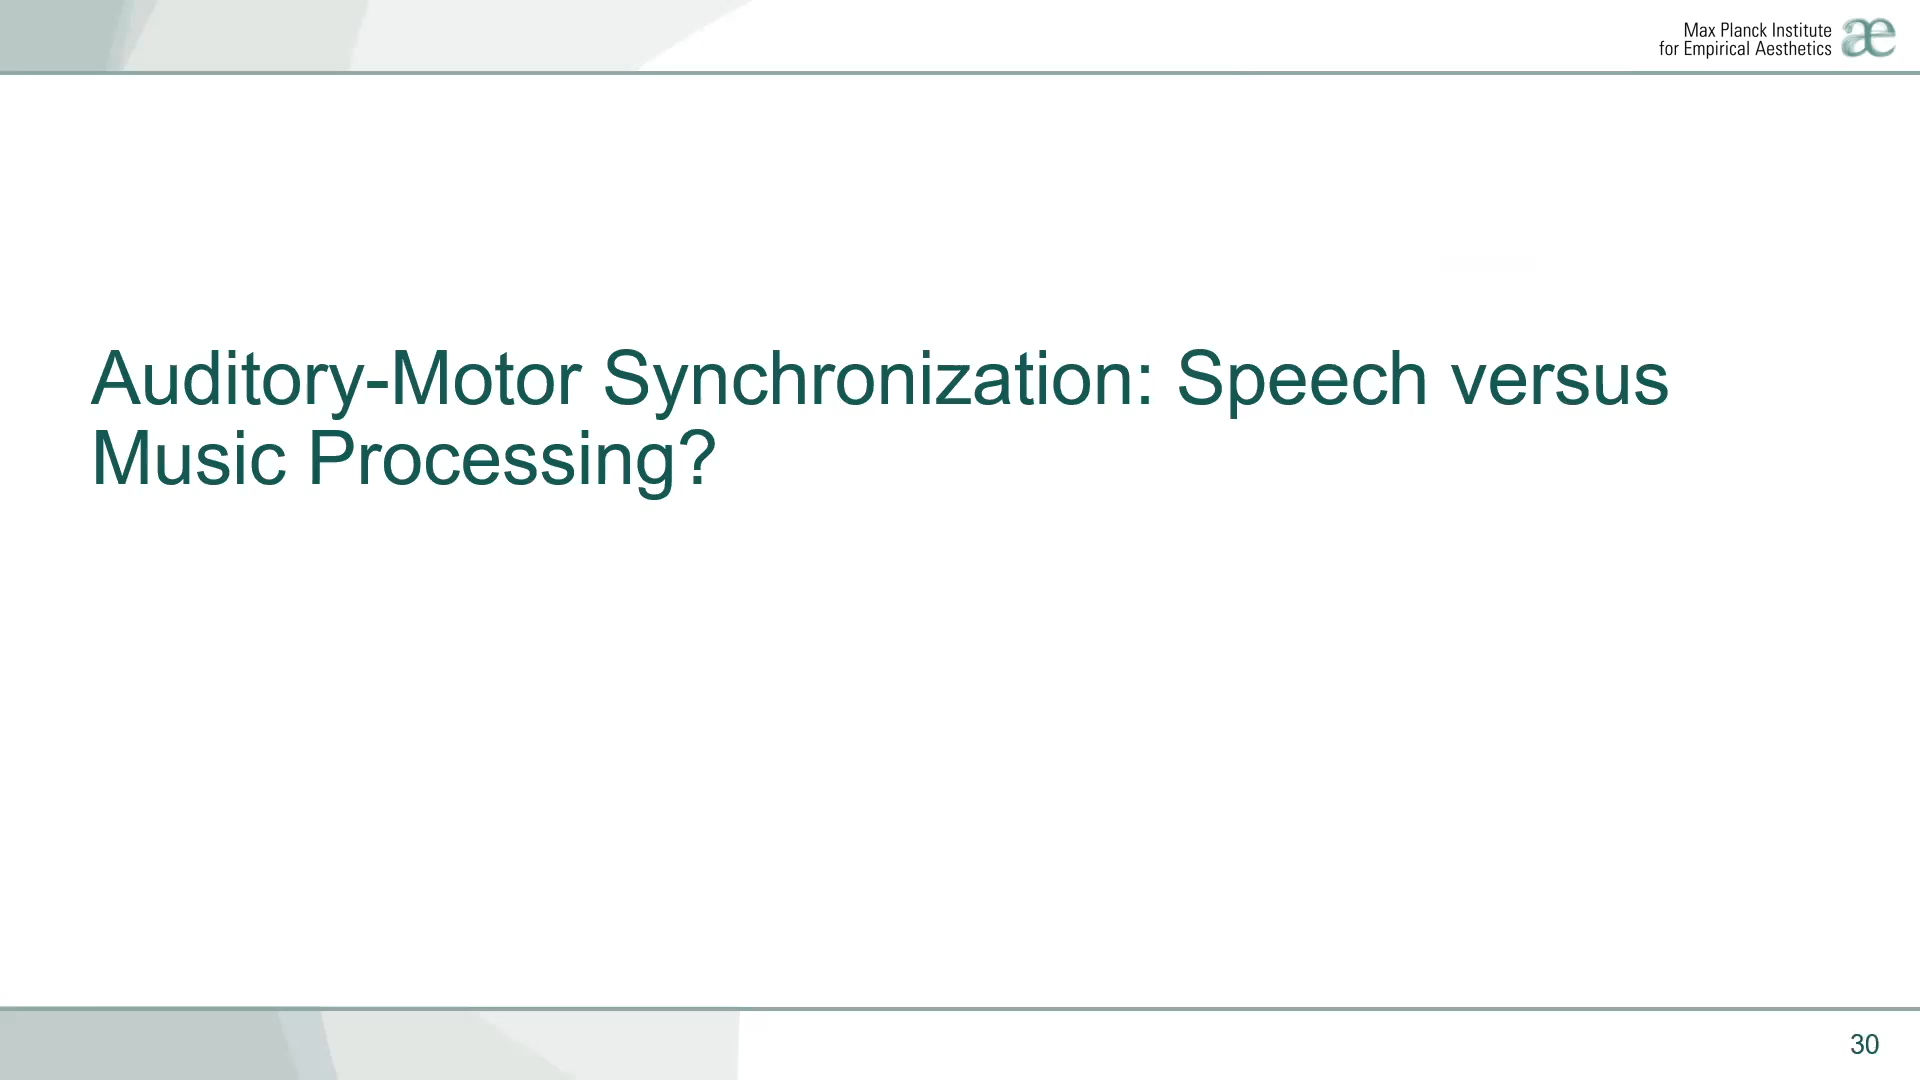 Max Planck Institute
for Empirical Aesthetics
æ
Auditory-Motor Synchronization: Speech versus
Music Processing?
30